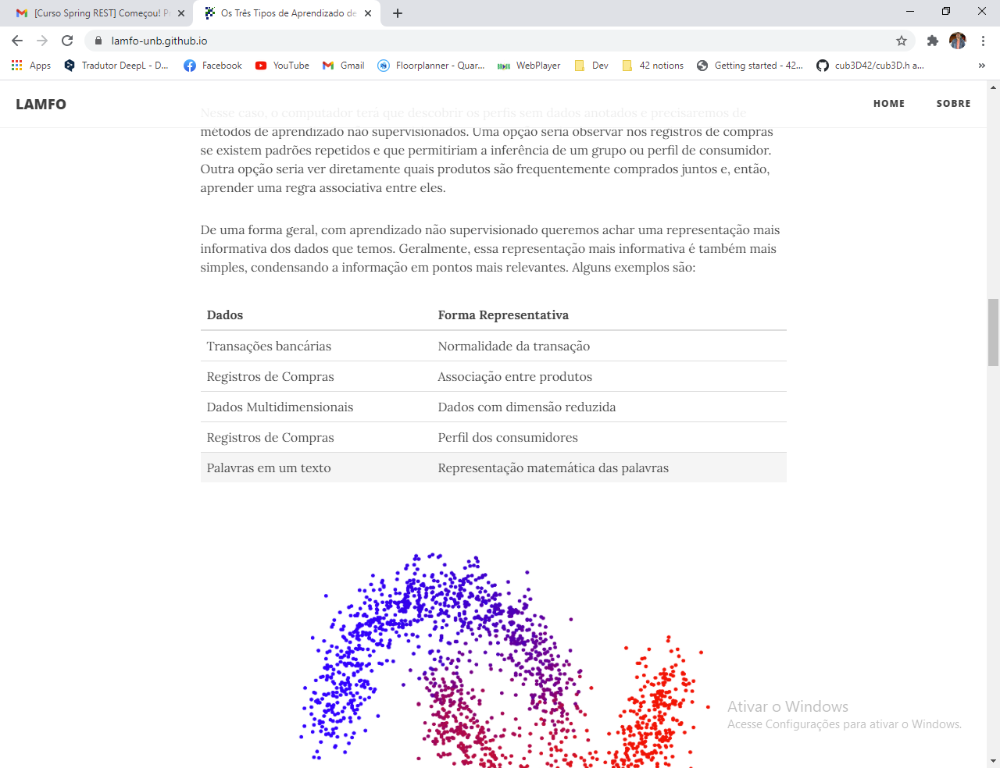 [Curso Spring REST] Começou! Pr
Os Três Tipos de Aprendizado de
lamfo-unb.github.io
Apps
Tradutor DeepL - D...
Facebook
YouTube
Gmail
Floorplanner - Quar...
WebPlayer
Dev
42 notions
Getting started - 42...
cub3D42/cub3D.h a...
»
LAMFO
HOME
SOBRE
Nesse caso, o computador terá que descobrir os perfis sem dados anotados e precisaremos de
métodos de aprendizado não supervisionados. Uma opção seria observar nos registros de compras
se existem padrões repetidos e que permitiriam a inferência de um grupo ou perfil de consumidor.
Outra opção seria ver diretamente quais produtos são frequentemente comprados juntos e, então,
aprender uma regra associativa entre eles.
De uma forma geral, com aprendizado não supervisionado queremos achar uma representação mais
informativa dos dados que temos. Geralmente, essa representação mais informativa é também mais
simples, condensando a informação em pontos mais relevantes. Alguns exemplos são:
Dados Forma Representativa
Transações bancárias Normalidade da transação
Registros de Compras Associação entre produtos
Dados Multidimensionais Dados com dimensão reduzida
Registros de Compras Perfil dos consumidores
Palavras em um texto Representação matemática das palavras
Ativar o Windows
Acesse Configurações para ativar o Windows.